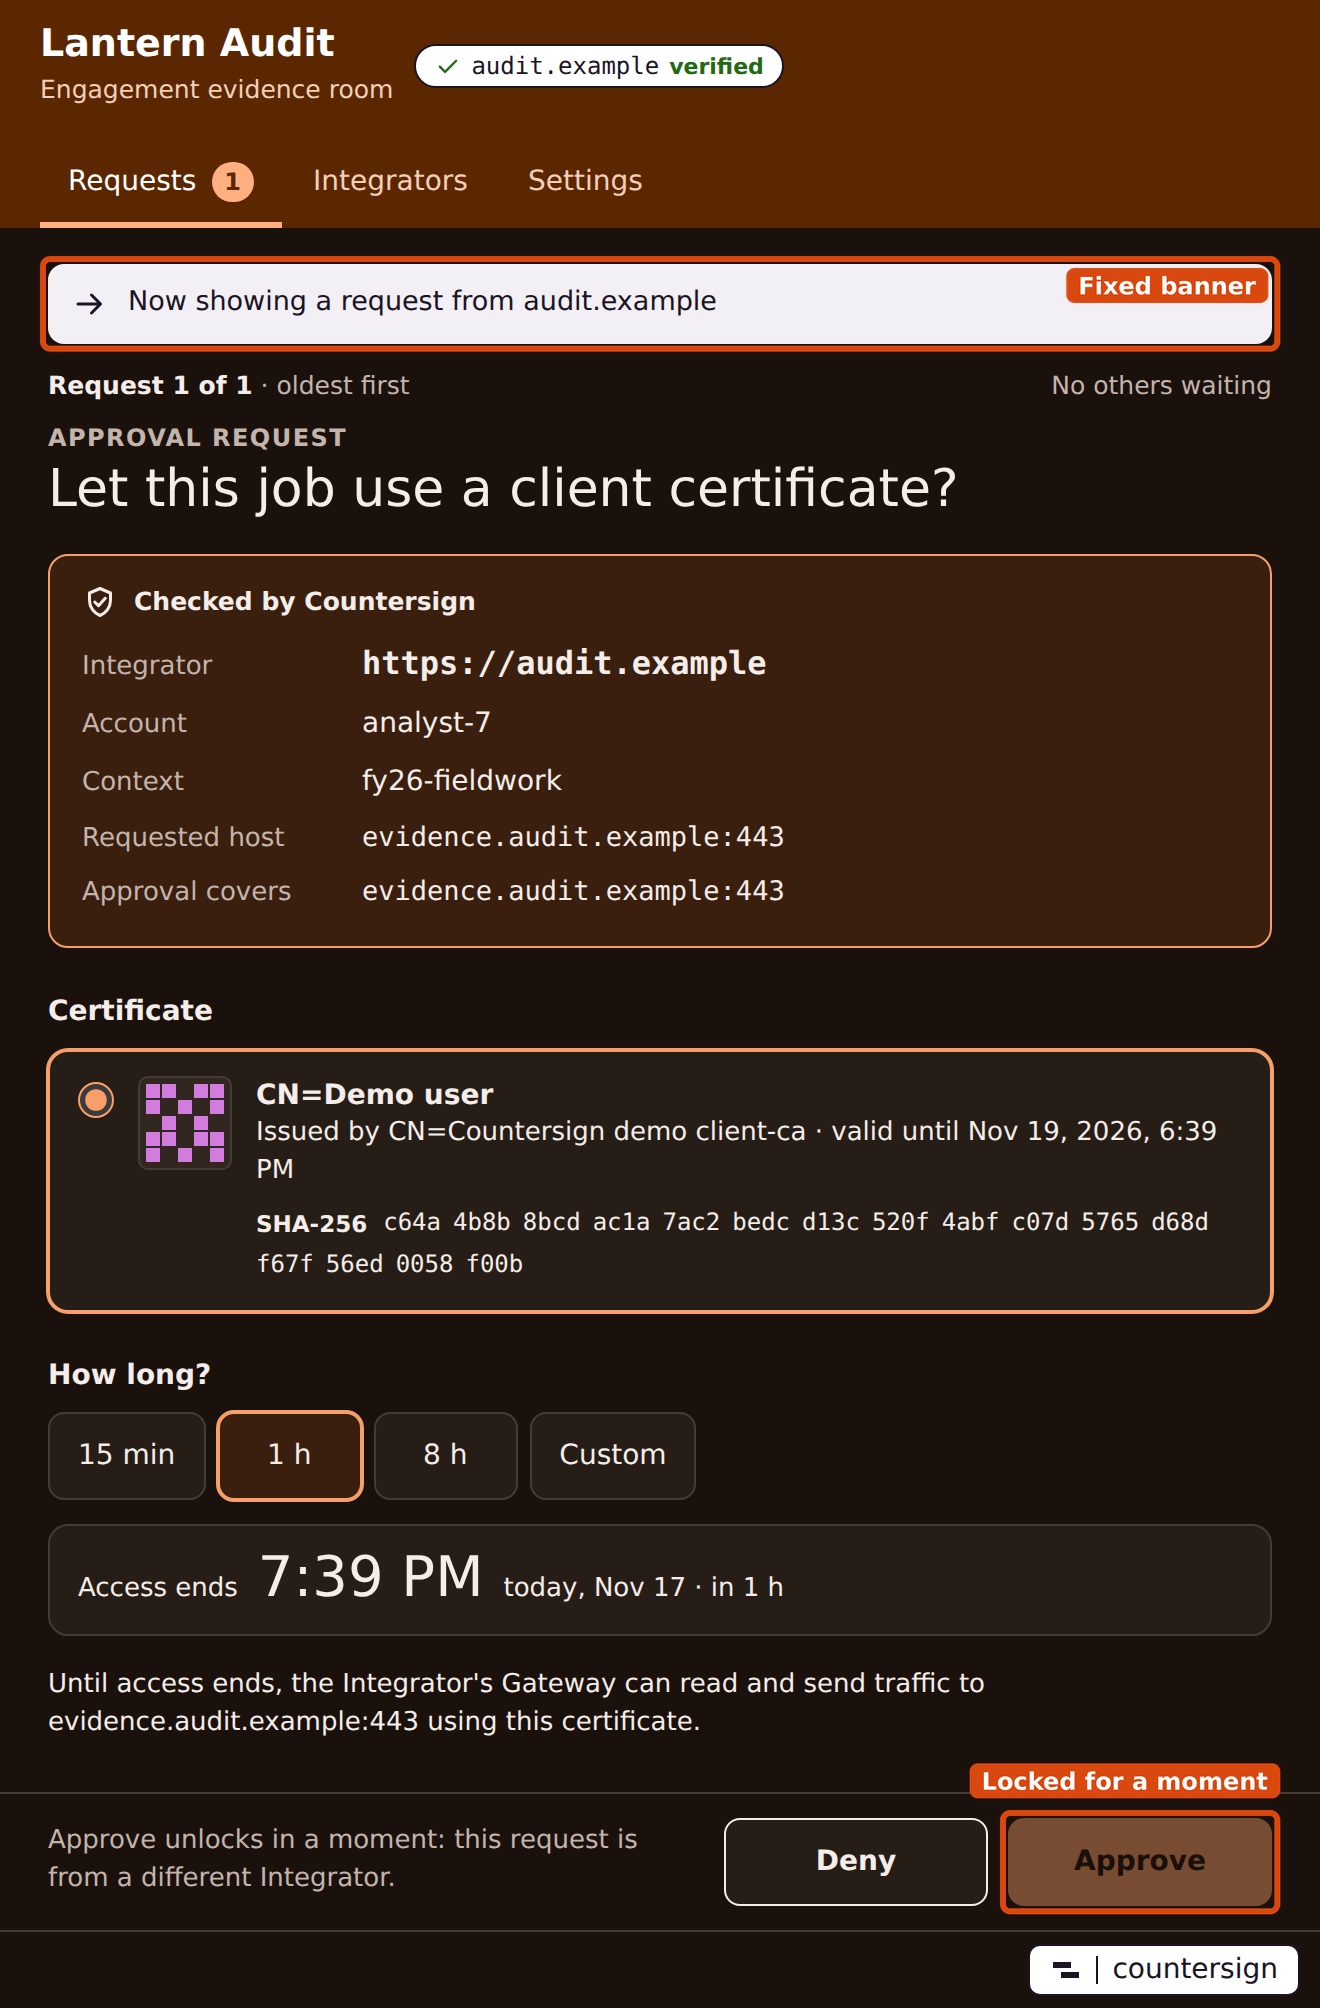 Lantern Audit
Engagement evidence room
audit.example verified
Requests 1
Integrators
Settings
Now showing a request from audit.example
Fixed banner
Request 1 of 1 · oldest first
No others waiting
APPROVAL REQUEST
Let this job use a client certificate?
Checked by Countersign
Integrator https://audit.example
Account analyst-7
Context fy26-fieldwork
Requested host evidence.audit.example:443
Approval covers evidence.audit.example:443
Certificate
CN=Demo user
Issued by CN=Countersign demo client-ca · valid until Nov 19, 2026, 6:39
PM
SHA-256 c64a 4b8b 8bcd ac1a 7ac2 bedc d13c 520f 4abf c07d 5765 d68d
f67f 56ed 0058 f00b
How long?
15 min
1 h
8 h
Custom
Access ends 7:39 PM today, Nov 17 · in 1 h
Until access ends, the Integrator's Gateway can read and send traffic to
evidence.audit.example:443 using this certificate.
Locked for a moment
Approve unlocks in a moment: this request is
from a different Integrator.
Deny
Approve
countersign